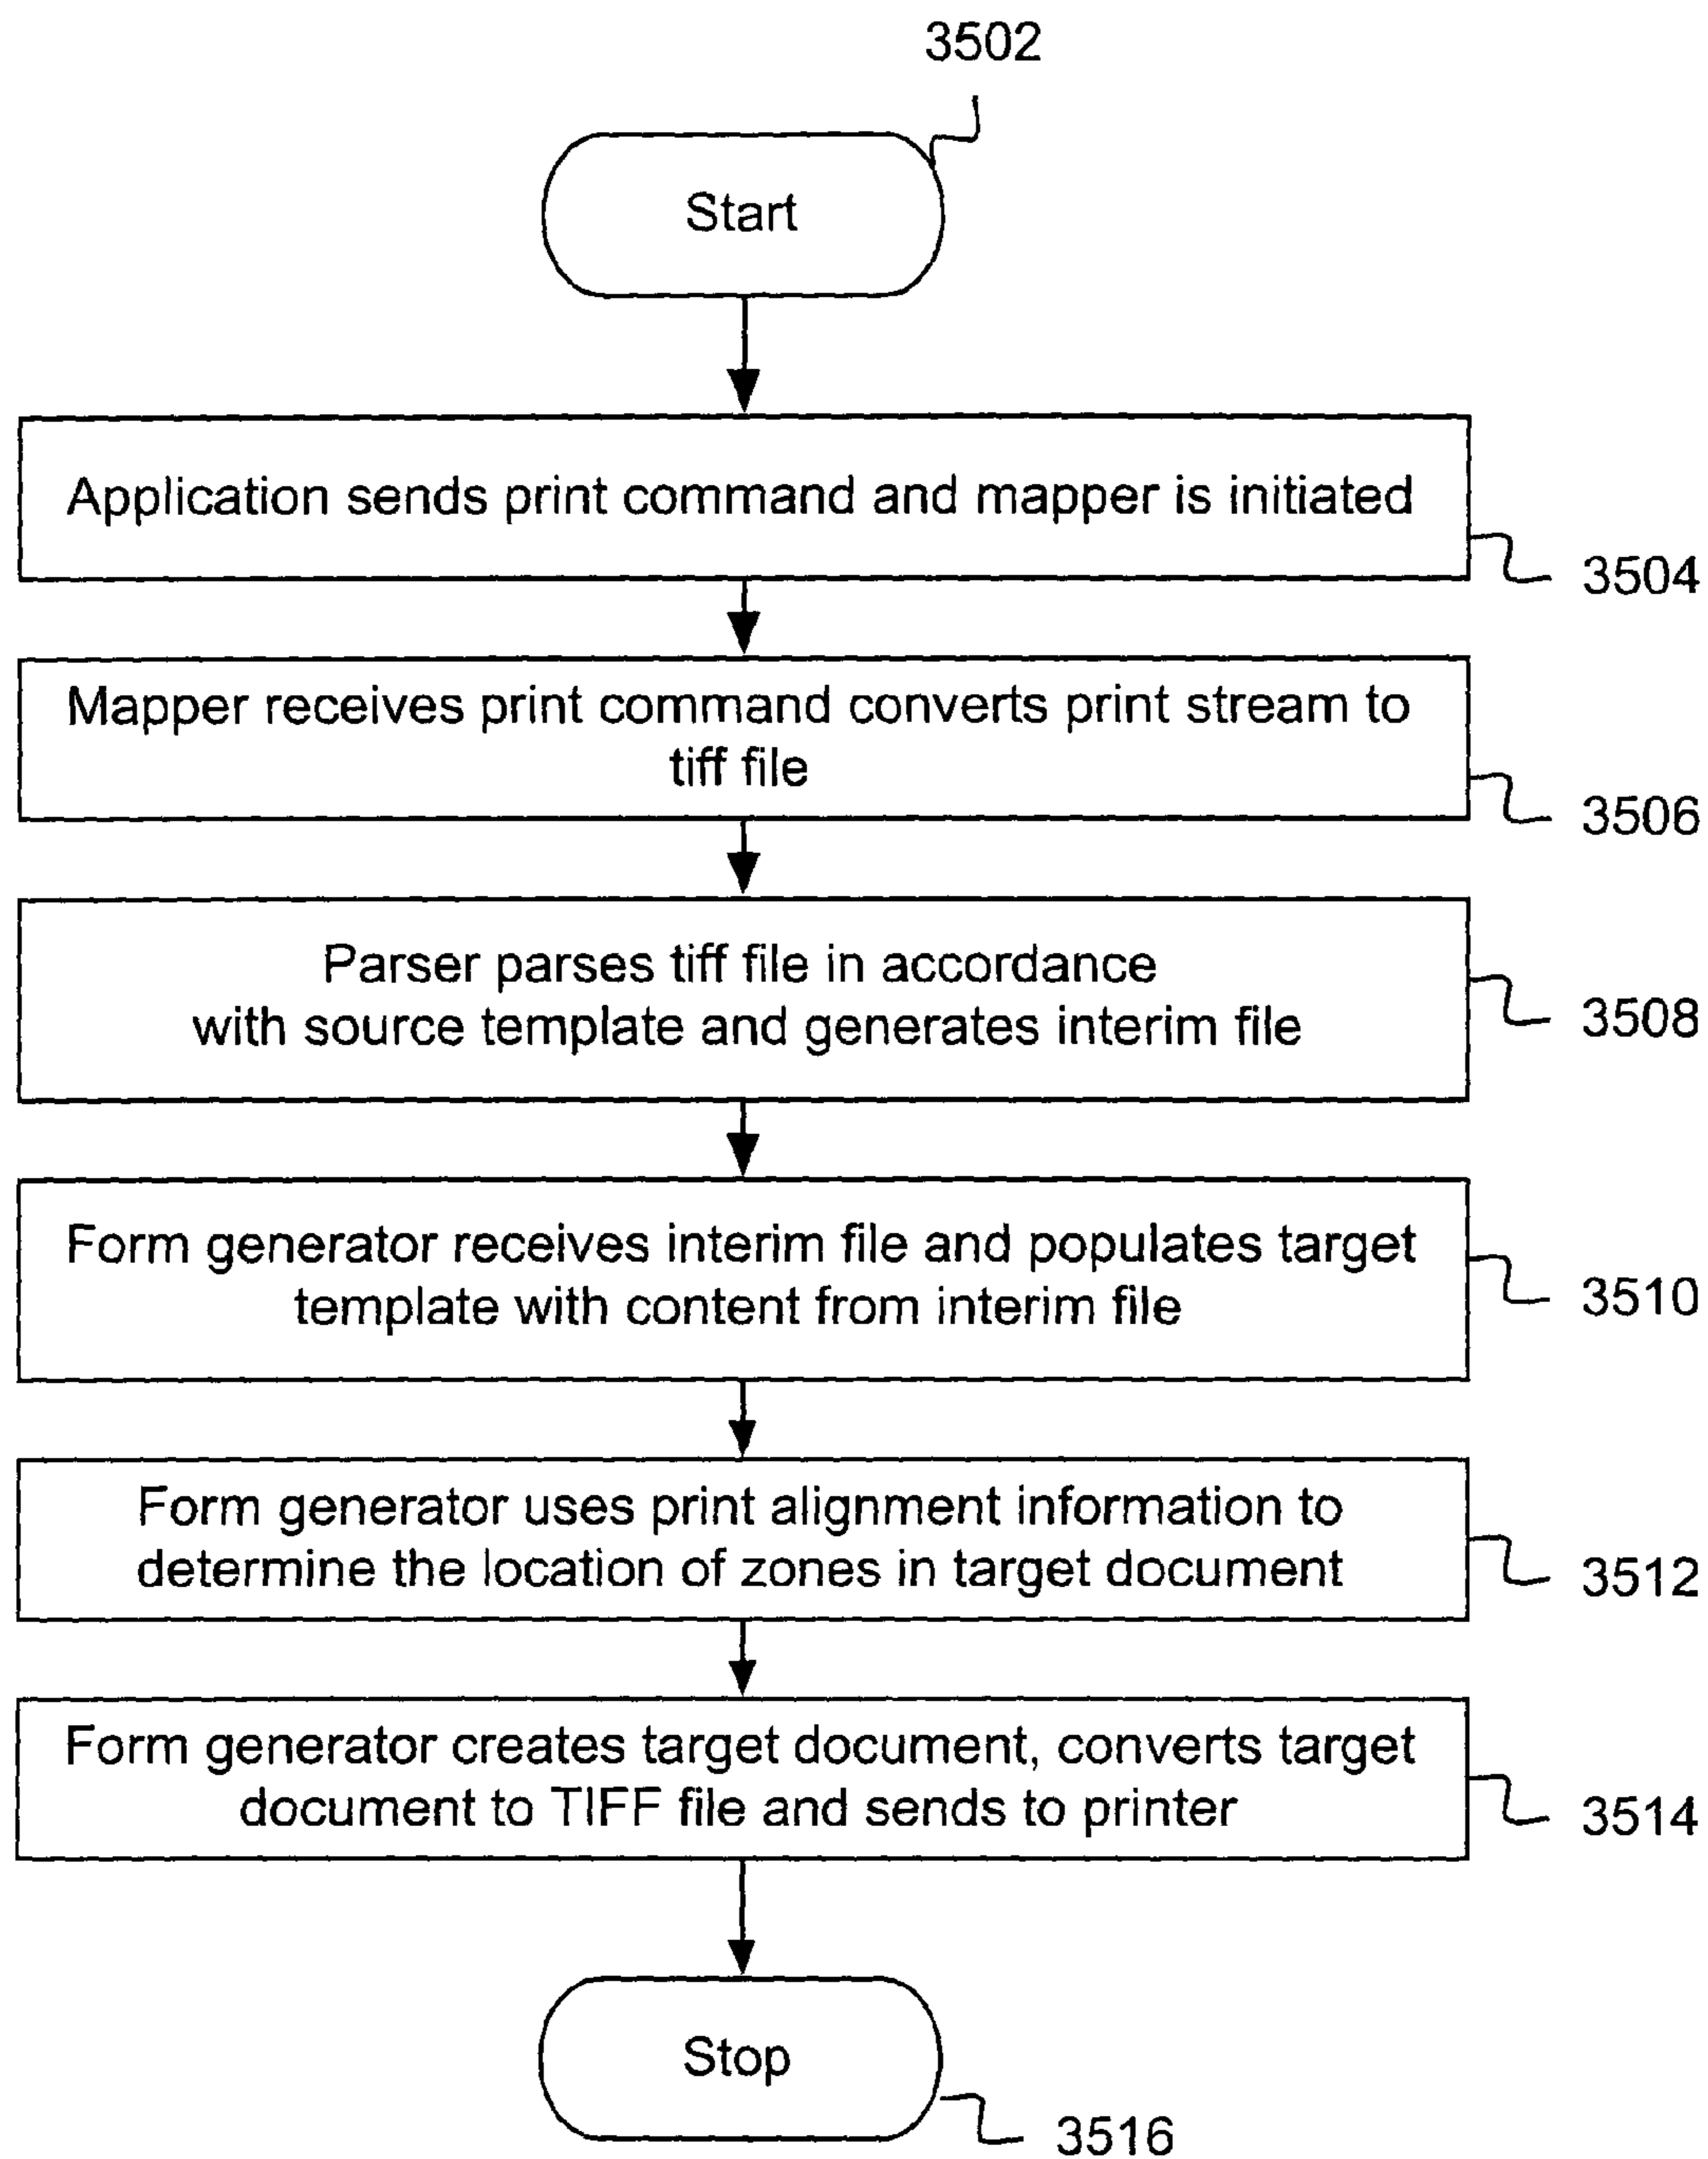 3502
Start
Application sends print command and mapper is initiated
3504
Mapper receives print command converts print stream to
tiff file
3506
Parser parses tiff file in accordance
with source template and generates interim file
3508
Form generator receives interim file and populates target
template with content from interim file
3510
Form generator uses print alignment information to
determine the location of zones in target document
3512
Form generator creates target document, converts target
document to TIFF file and sends to printer
3514
Stop
3516